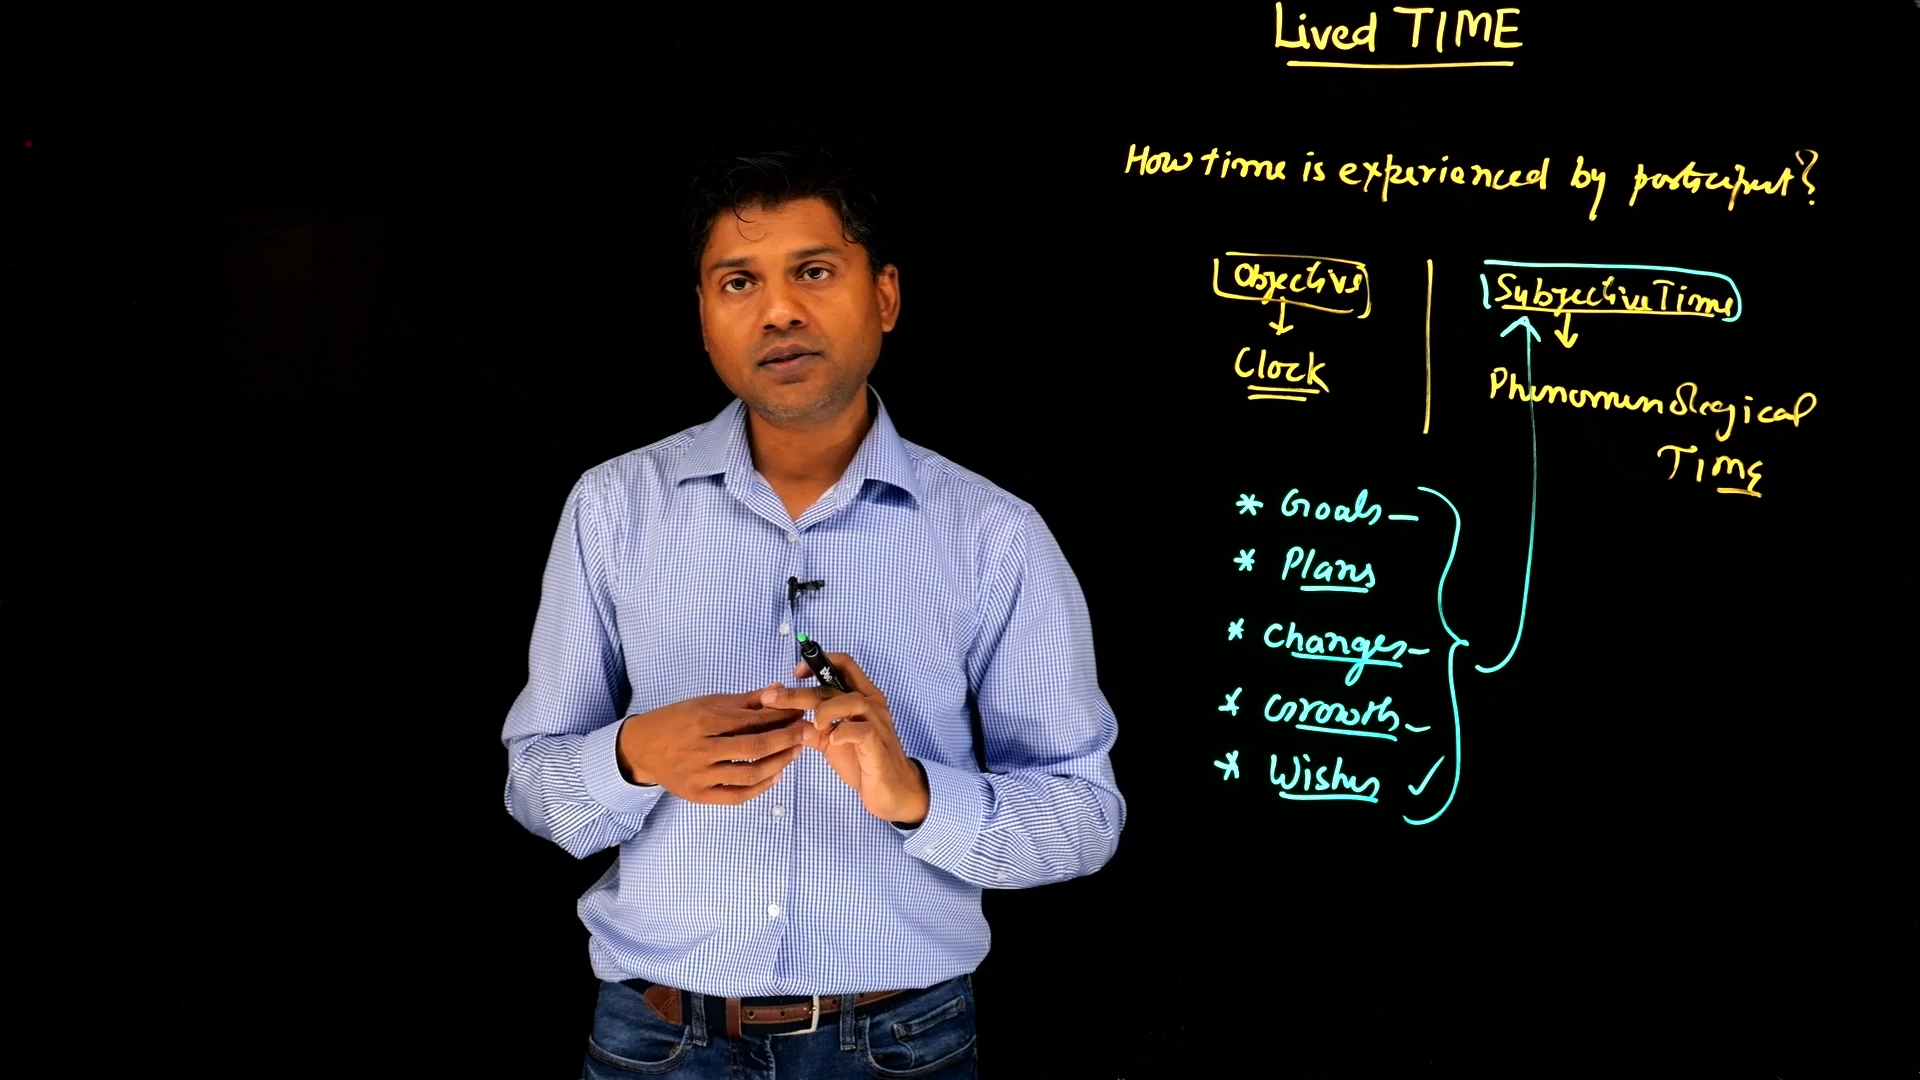 Lived TIME
How time is experienced by participant?
Objective
Subjective Time
Clock
Phenomenological
Time
* Goals -
* Plans
* Changes -
* Growth -
* Wishes ✓